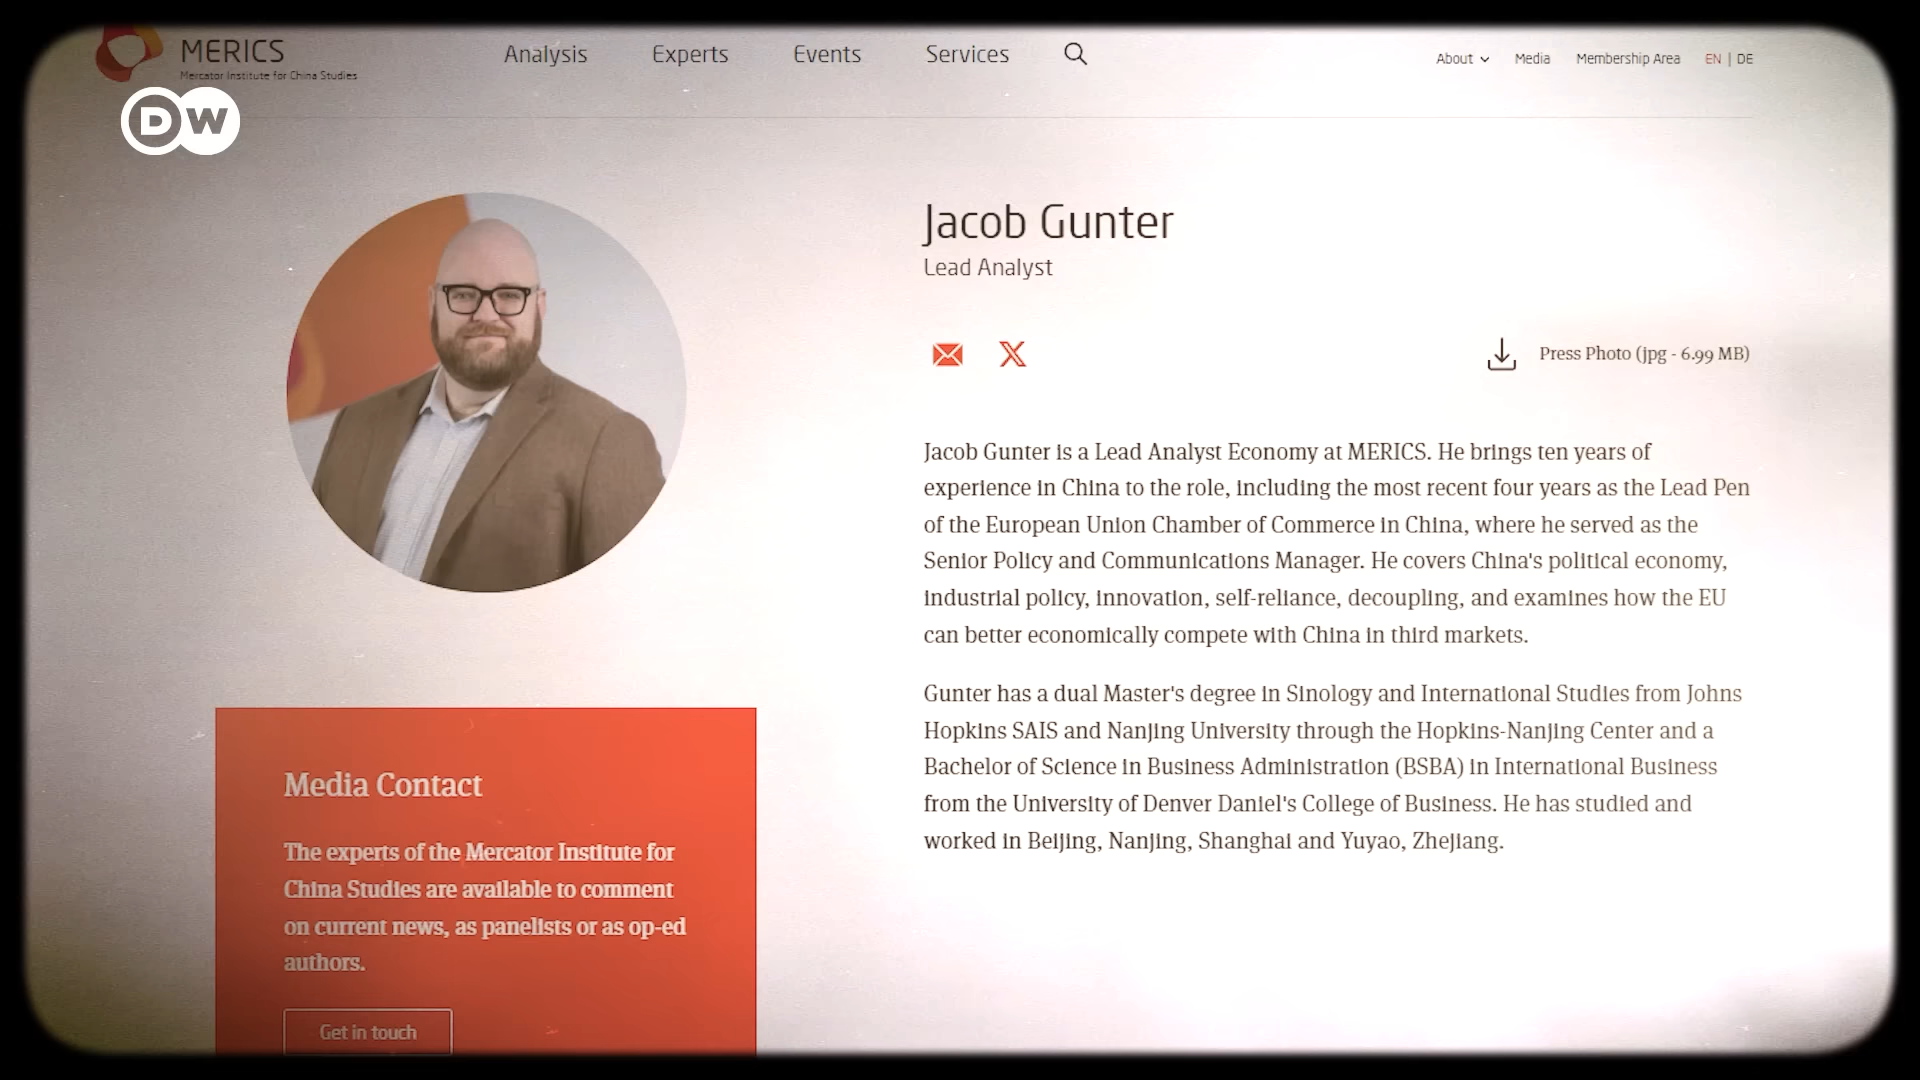 MERICS
Mercator Institute for China Studies
Analysis
Experts
Events
Services
About
Media
Membership Area
EN | DE
DW
Jacob Gunter
Lead Analyst
Press Photo (jpg - 6.99 MB)
Jacob Gunter is a Lead Analyst Economy at MERICS. He brings ten years of
experience in China to the role, including the most recent four years as the Lead Pen
of the European Union Chamber of Commerce in China, where he served as the
Senior Policy and Communications Manager. He covers China's political economy,
industrial policy, innovation, self-reliance, decoupling, and examines how the EU
can better economically compete with China in third markets.
Gunter has a dual Master's degree in Sinology and International Studies from Johns
Hopkins SAIS and Nanjing University through the Hopkins-Nanjing Center and a
Bachelor of Science in Business Administration (BSBA) in International Business
from the University of Denver Daniel's College of Business. He has studied and
worked in Beijing, Nanjing, Shanghai and Yuyao, Zhejiang.
Media Contact
The experts of the Mercator Institute for
China Studies are available to comment
on current news, as panelists or as op-ed
authors.
Get in touch